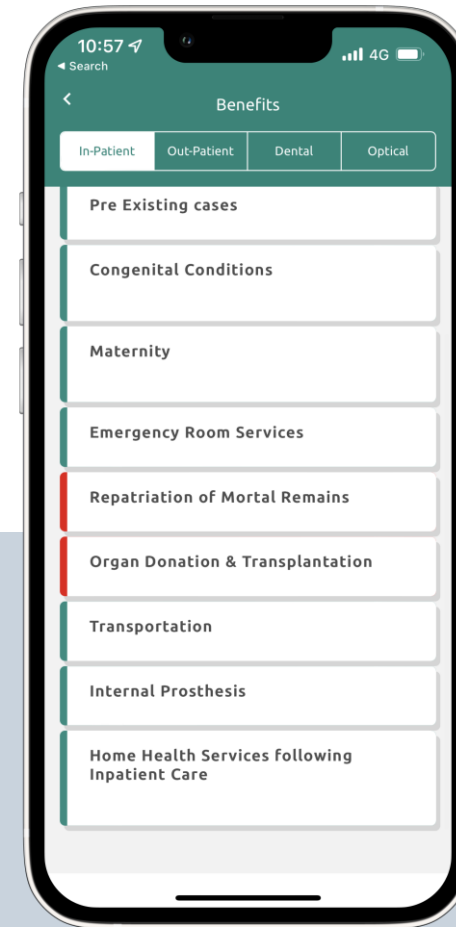 10:57
4G
◀ Search
Benefits
In-Patient
Out-Patient
Dental
Optical
Pre Existing cases
Congenital Conditions
Maternity
Emergency Room Services
Repatriation of Mortal Remains
Organ Donation & Transplantation
Transportation
Internal Prosthesis
Home Health Services following
Inpatient Care